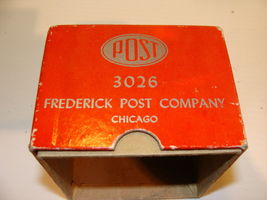 POST
3026
FREDERICK POST COMPANY
CHICAGO